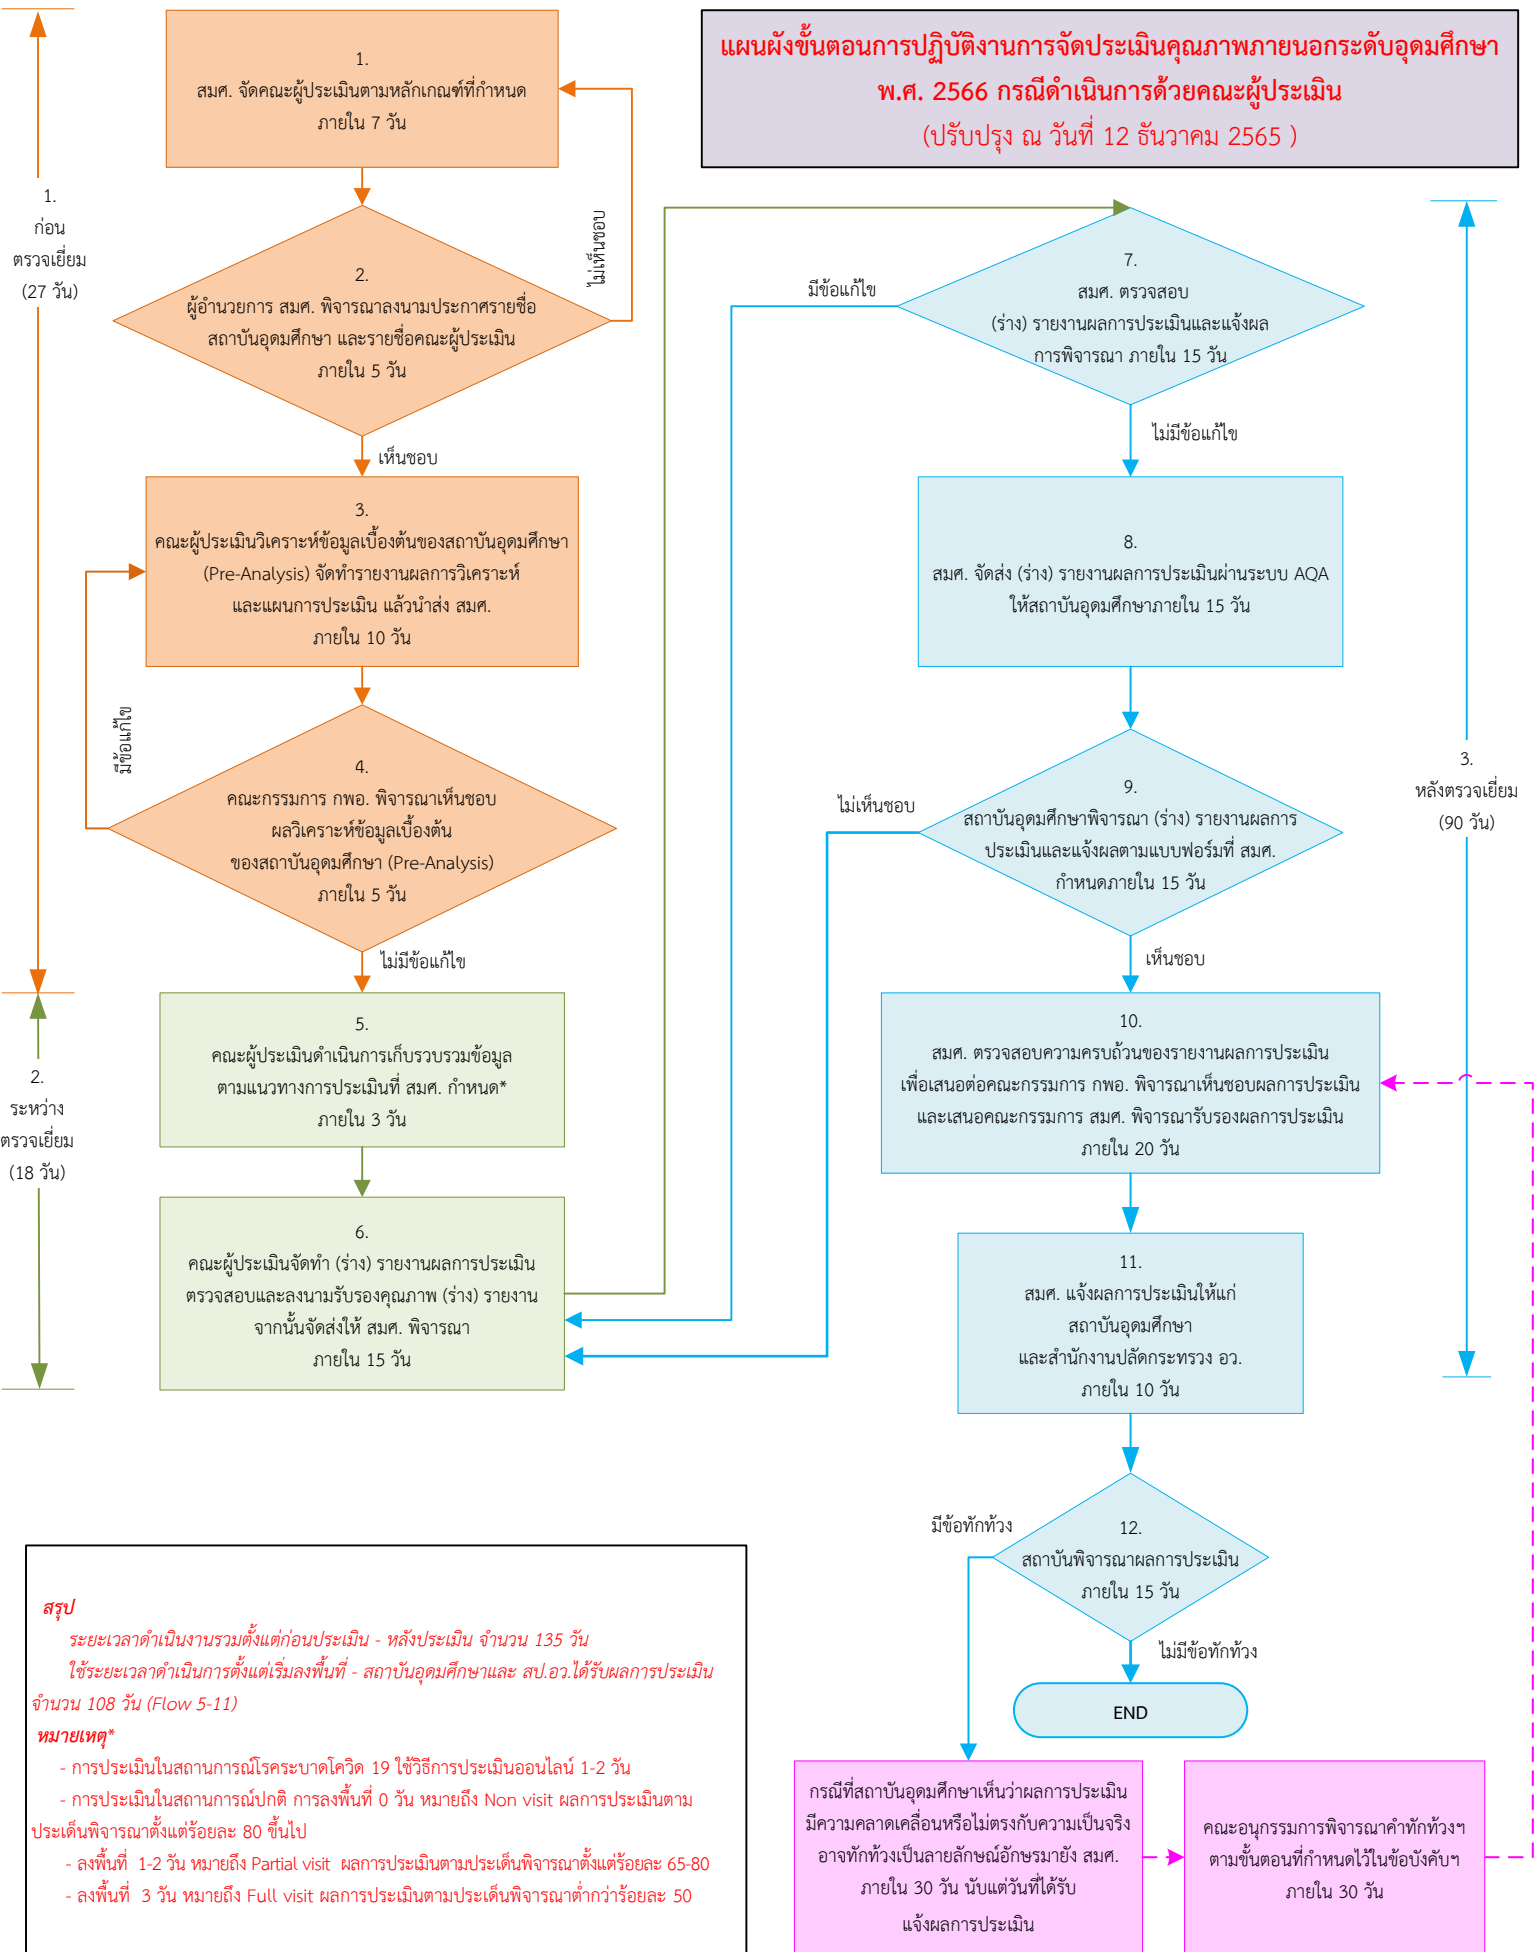 แผนผังขั้นตอนการปฏิบัติงานการจัดประเมินคุณภาพภายนอกระดับอุดมศึกษา
พ.ศ. 2566 กรณีดำเนินการด้วยคณะผู้ประเมิน
(ปรับปรุง ณ วันที่ 12 ธันวาคม 2565 )
1.
ก่อน
ตรวจเยี่ยม
(27 วัน)
1.
สมศ. จัดคณะผู้ประเมินตามหลักเกณฑ์ที่กำหนด
ภายใน 7 วัน
ไม่เห็นชอบ
2.
ผู้อำนวยการ สมศ. พิจารณาลงนามประกาศรายชื่อ
สถาบันอุดมศึกษา และรายชื่อคณะผู้ประเมิน
ภายใน 5 วัน
เห็นชอบ
3.
คณะผู้ประเมินวิเคราะห์ข้อมูลเบื้องต้นของสถาบันอุดมศึกษา
(Pre-Analysis) จัดทำรายงานผลการวิเคราะห์
และแผนการประเมิน แล้วนำส่ง สมศ.
ภายใน 10 วัน
มีข้อแก้ไข
4.
คณะกรรมการ กพอ. พิจารณาเห็นชอบ
ผลวิเคราะห์ข้อมูลเบื้องต้น
ของสถาบันอุดมศึกษา (Pre-Analysis)
ภายใน 5 วัน
ไม่มีข้อแก้ไข
2.
ระหว่าง
ตรวจเยี่ยม
(18 วัน)
5.
คณะผู้ประเมินดำเนินการเก็บรวบรวมข้อมูล
ตามแนวทางการประเมินที่ สมศ. กำหนด*
ภายใน 3 วัน
6.
คณะผู้ประเมินจัดทำ (ร่าง) รายงานผลการประเมิน
ตรวจสอบและลงนามรับรองคุณภาพ (ร่าง) รายงาน
จากนั้นจัดส่งให้ สมศ. พิจารณา
ภายใน 15 วัน
3.
หลังตรวจเยี่ยม
(90 วัน)
7.
สมศ. ตรวจสอบ
(ร่าง) รายงานผลการประเมินและแจ้งผล
การพิจารณา ภายใน 15 วัน
มีข้อแก้ไข
ไม่มีข้อแก้ไข
8.
สมศ. จัดส่ง (ร่าง) รายงานผลการประเมินผ่านระบบ AQA
ให้สถาบันอุดมศึกษาภายใน 15 วัน
9.
สถาบันอุดมศึกษาพิจารณา (ร่าง) รายงานผลการ
ประเมินและแจ้งผลตามแบบฟอร์มที่ สมศ.
กำหนดภายใน 15 วัน
ไม่เห็นชอบ
เห็นชอบ
10.
สมศ. ตรวจสอบความครบถ้วนของรายงานผลการประเมิน
เพื่อเสนอต่อคณะกรรมการ กพอ. พิจารณาเห็นชอบผลการประเมิน
และเสนอคณะกรรมการ สมศ. พิจารณารับรองผลการประเมิน
ภายใน 20 วัน
11.
สมศ. แจ้งผลการประเมินให้แก่
สถาบันอุดมศึกษา
และสำนักงานปลัดกระทรวง อว.
ภายใน 10 วัน
12.
สถาบันพิจารณาผลการประเมิน
ภายใน 15 วัน
มีข้อทักท้วง
ไม่มีข้อทักท้วง
END
กรณีที่สถาบันอุดมศึกษาเห็นว่าผลการประเมิน
มีความคลาดเคลื่อนหรือไม่ตรงกับความเป็นจริง
อาจทักท้วงเป็นลายลักษณ์อักษรมายัง สมศ.
ภายใน 30 วัน นับแต่วันที่ได้รับ
แจ้งผลการประเมิน
คณะอนุกรรมการพิจารณาคำทักท้วงฯ
ตามขั้นตอนที่กำหนดไว้ในข้อบังคับฯ
ภายใน 30 วัน
สรุป
ระยะเวลาดำเนินงานรวมตั้งแต่ก่อนประเมิน - หลังประเมิน จำนวน 135 วัน
ใช้ระยะเวลาดำเนินการตั้งแต่เริ่มลงพื้นที่ - สถาบันอุดมศึกษาและ สป.อว.ได้รับผลการประเมิน
จำนวน 108 วัน (Flow 5-11)
หมายเหตุ*
- การประเมินในสถานการณ์โรคระบาดโควิด 19 ใช้วิธีการประเมินออนไลน์ 1-2 วัน
- การประเมินในสถานการณ์ปกติ การลงพื้นที่ 0 วัน หมายถึง Non visit ผลการประเมินตาม
ประเด็นพิจารณาตั้งแต่ร้อยละ 80 ขึ้นไป
- ลงพื้นที่ 1-2 วัน หมายถึง Partial visit ผลการประเมินตามประเด็นพิจารณาตั้งแต่ร้อยละ 65-80
- ลงพื้นที่ 3 วัน หมายถึง Full visit ผลการประเมินตามประเด็นพิจารณาต่ำกว่าร้อยละ 50